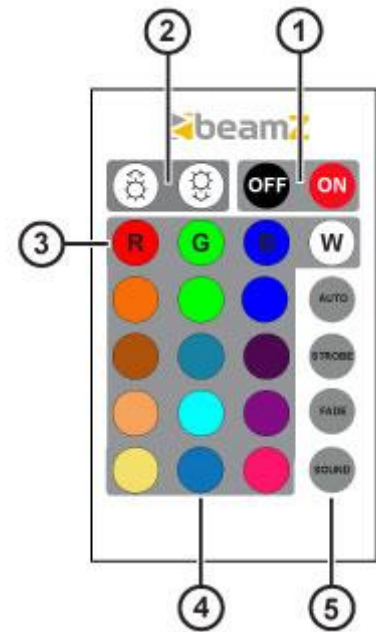 2 1
beamZ
OFF ON
3 R G B W
AUTO
STROBE
FADE
SOUND
4 5